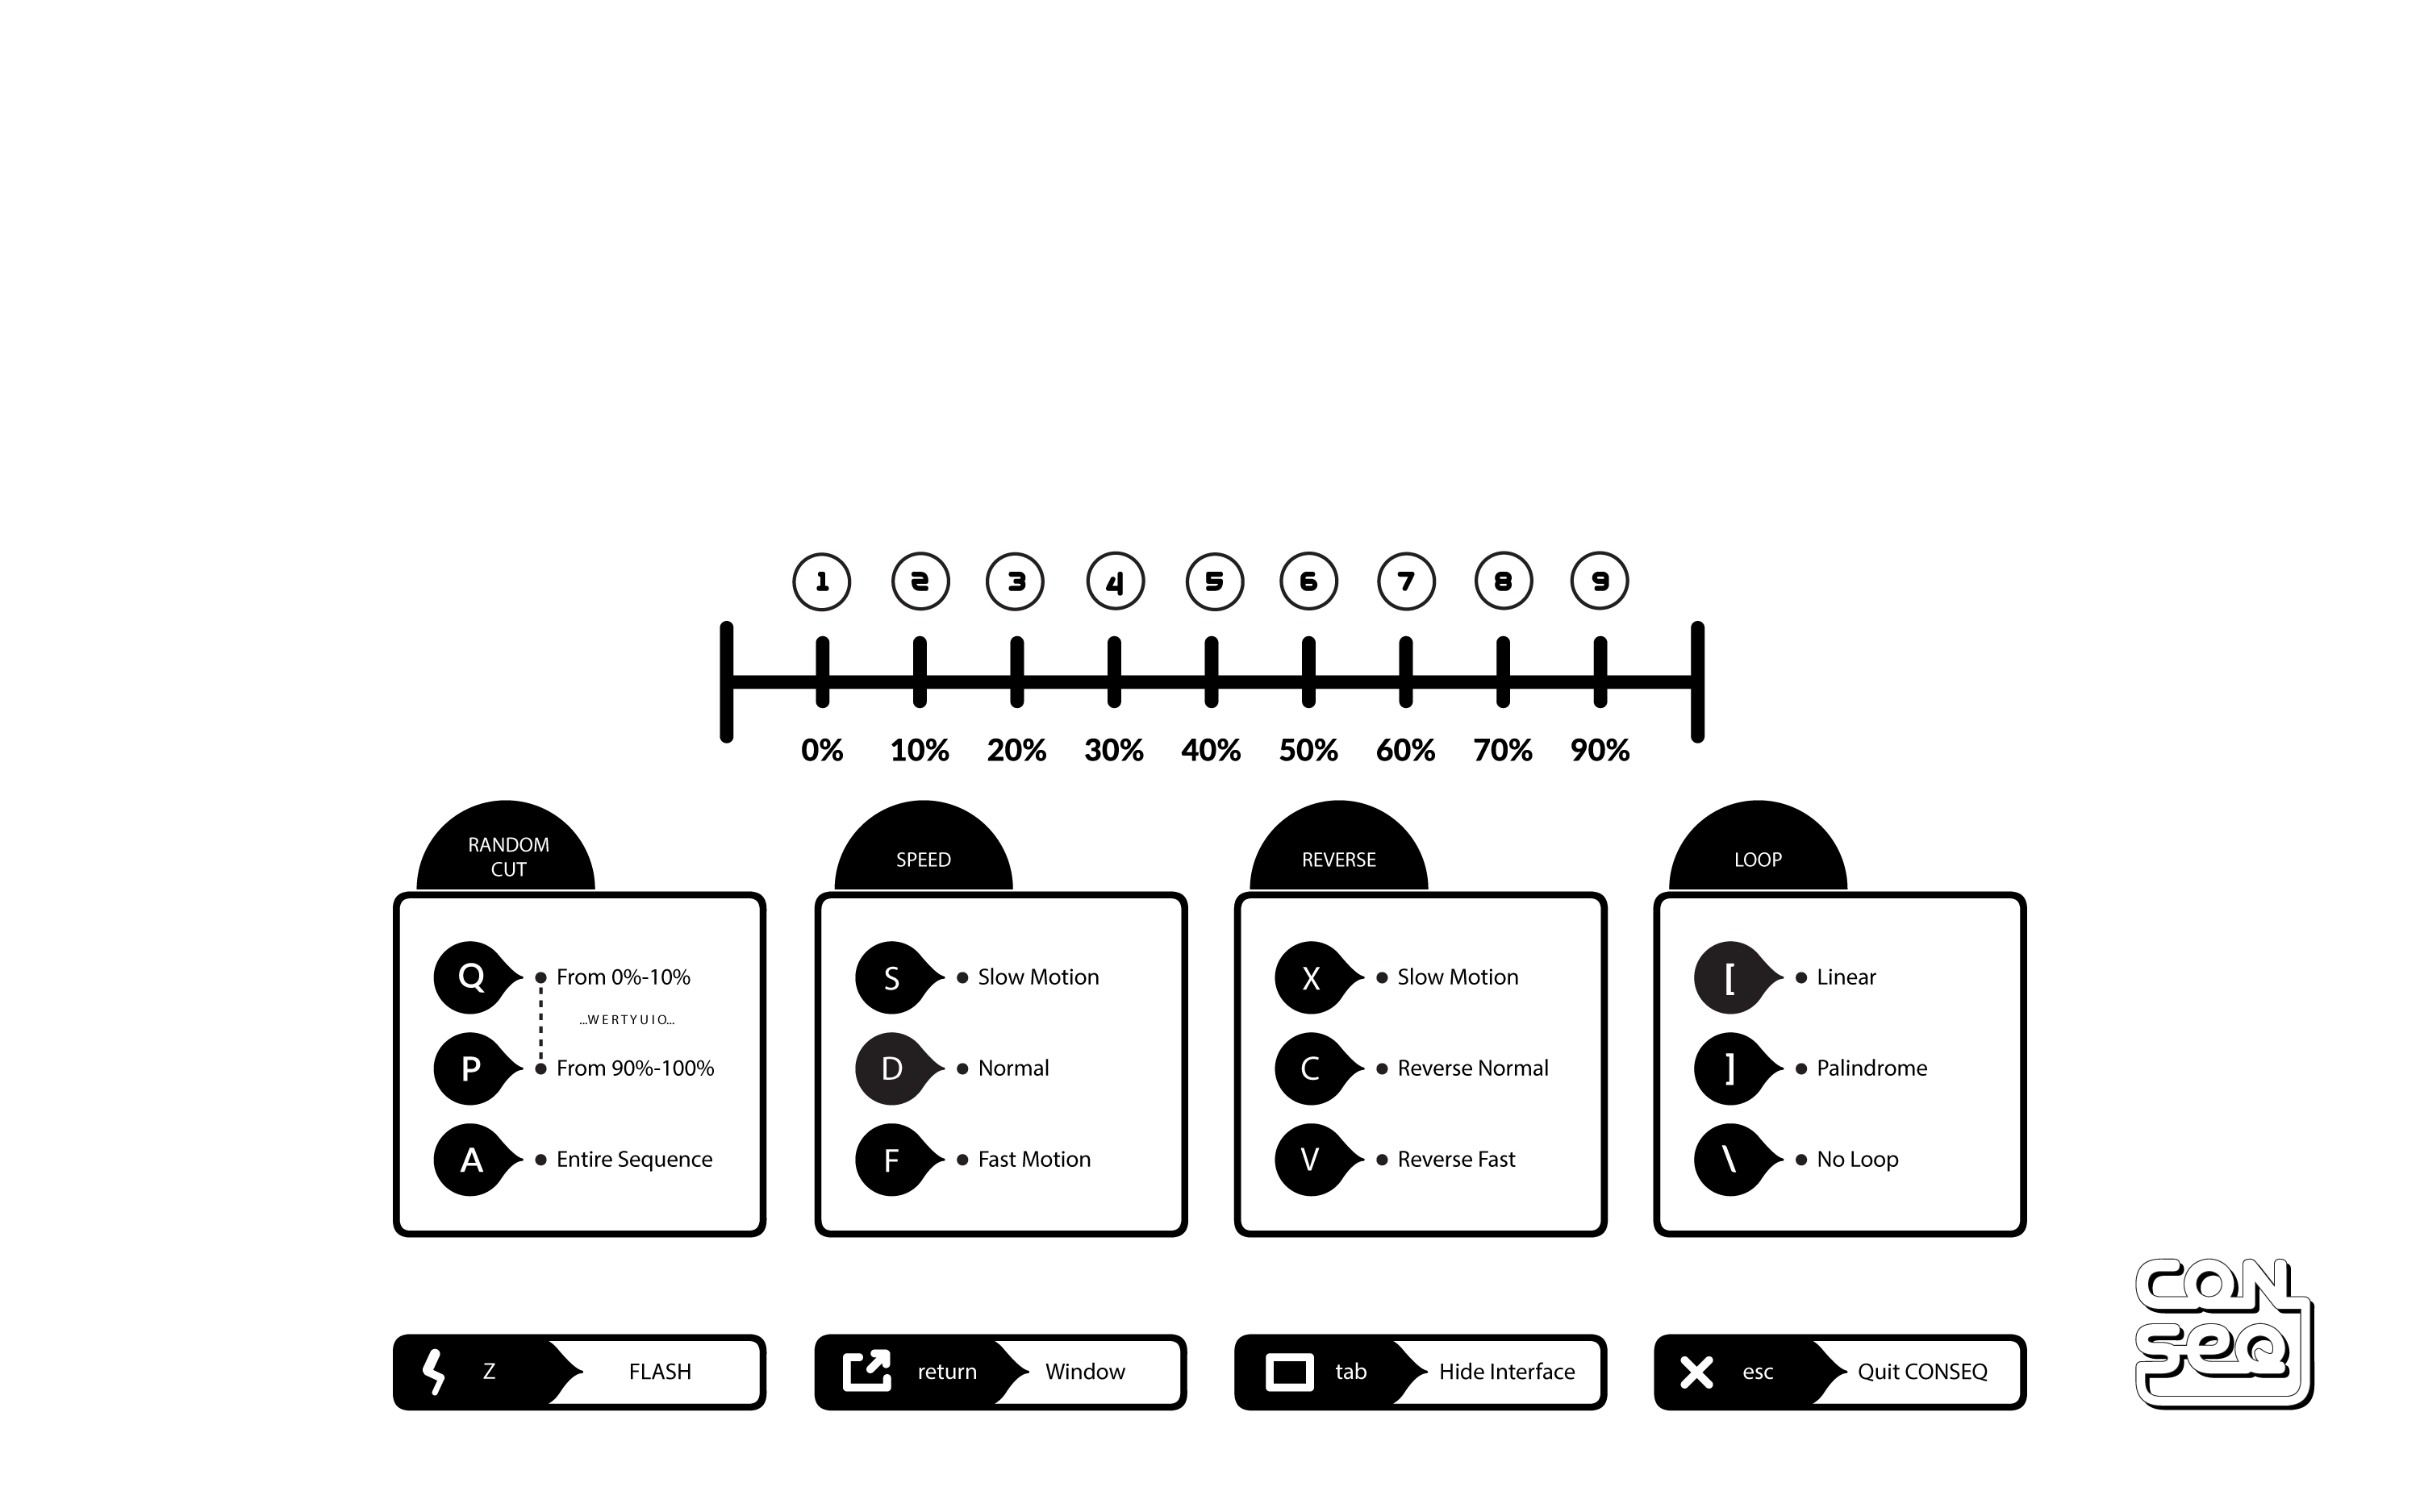 1 2 3 4 5 6 7 8 9
0% 10% 20% 30% 40% 50% 60% 70% 80% 90%
RANDOM
CUT
Q From 0%-10%
...WERTYUIO...
P From 90%-100%
A Entire Sequence
SPEED
S Slow Motion
D Normal
F Fast Motion
REVERSE
X Slow Motion
C Reverse Normal
V Reverse Fast
LOOP
[ Linear
] Palindrome
\ No Loop
Z FLASH
return Window
tab Hide Interface
esc Quit CONSEQ
CON
SEQ